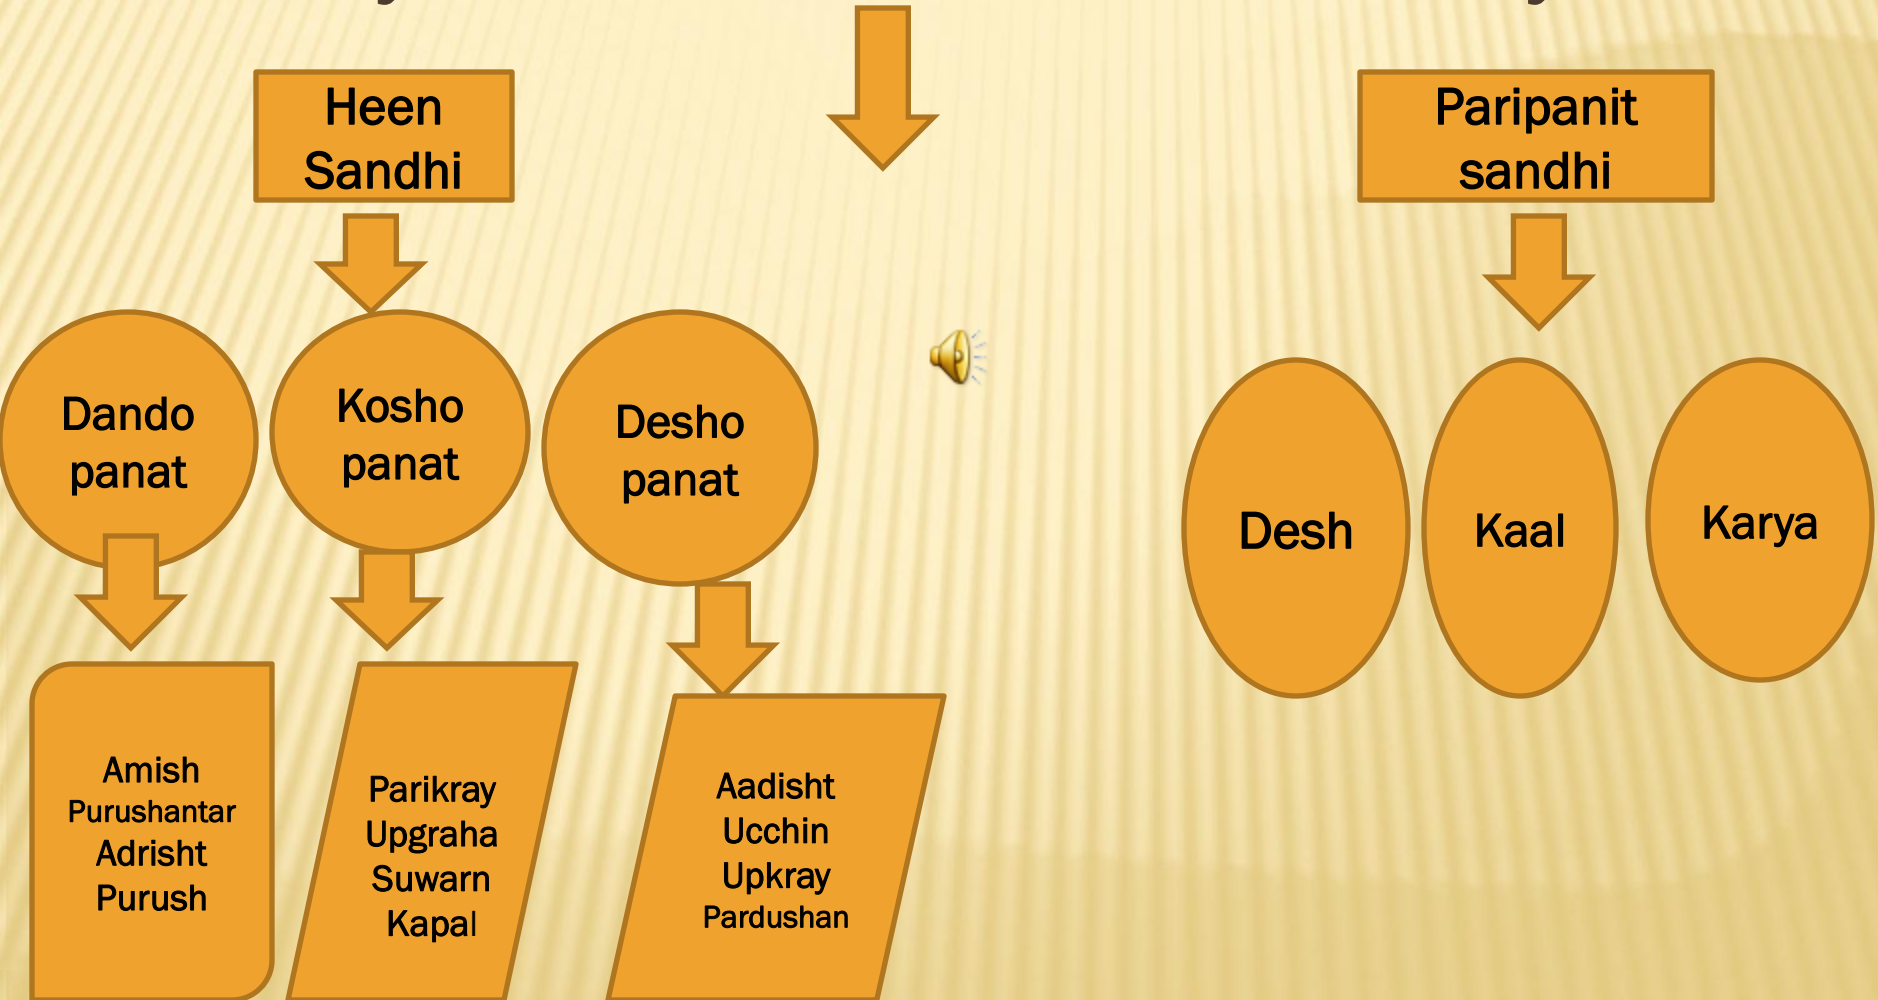 Heen
Sandhi
Paripanit
sandhi
Dando
panat
Kosho
panat
Desho
panat
Desh
Kaal
Karya
Amish
Purushantar
Adrisht
Purush
Parikray
Upgraha
Suwarn
Kapal
Aadisht
Ucchin
Upkray
Pardushan